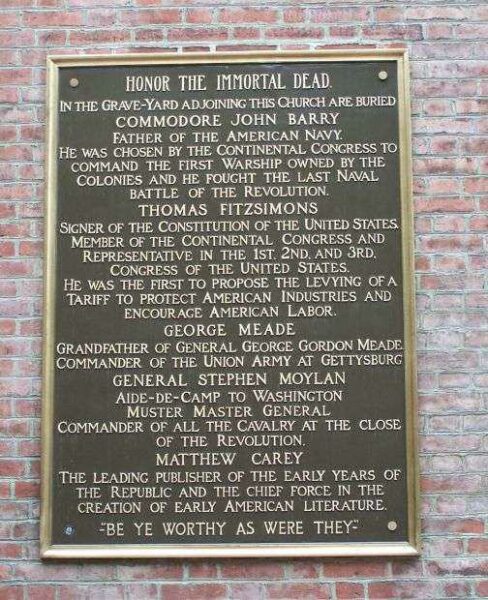 HONOR THE IMMORTAL DEAD.
IN THE GRAVE-YARD ADJOINING THIS CHURCH ARE BURIED
COMMODORE JOHN BARRY
FATHER OF THE AMERICAN NAVY.
HE WAS CHOSEN BY THE CONTINENTAL CONGRESS TO
COMMAND THE FIRST WARSHIP OWNED BY THE
COLONIES AND HE FOUGHT THE LAST NAVAL
BATTLE OF THE REVOLUTION.
THOMAS FITZSIMONS
SIGNER OF THE CONSTITUTION OF THE UNITED STATES.
MEMBER OF THE CONTINENTAL CONGRESS AND
REPRESENTATIVE IN THE 1ST, 2ND, AND 3RD,
CONGRESS OF THE UNITED STATES.
HE WAS THE FIRST TO PROPOSE THE LEVYING OF A
TARIFF TO PROTECT AMERICAN INDUSTRIES AND
ENCOURAGE AMERICAN LABOR.
GEORGE MEADE
GRANDFATHER OF GENERAL GEORGE GORDON MEADE.
COMMANDER OF THE UNION ARMY AT GETTYSBURG
GENERAL STEPHEN MOYLAN
AIDE-DE-CAMP TO WASHINGTON
MUSTER MASTER GENERAL
COMMANDER OF ALL THE CAVALRY AT THE CLOSE
OF THE REVOLUTION.
MATTHEW CAREY
THE LEADING PUBLISHER OF THE EARLY YEARS OF
THE REPUBLIC AND THE CHIEF FORCE IN THE
CREATION OF EARLY AMERICAN LITERATURE.
-"BE YE WORTHY AS WERE THEY"-